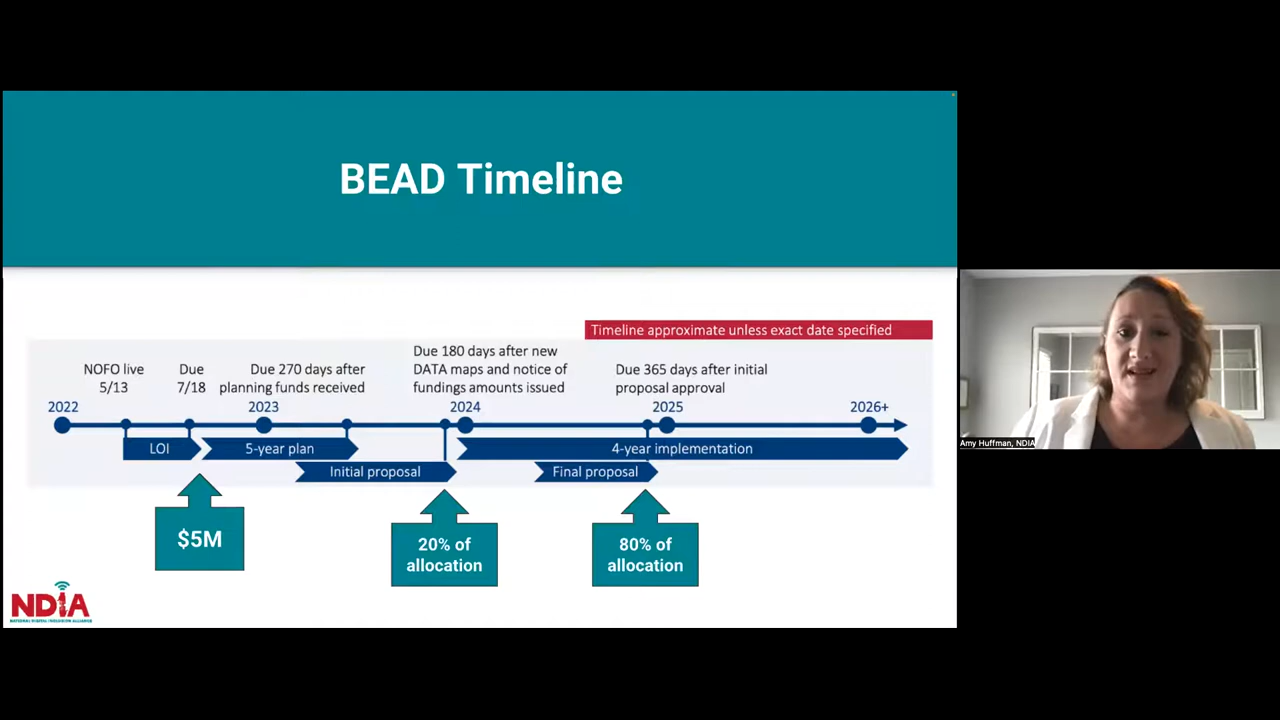 BEAD Timeline
Timeline approximate unless exact date specified
NOFO live
5/13
Due
7/18
Due 270 days after
planning funds received
Due 180 days after new
DATA maps and notice of
fundings amounts issued
Due 365 days after initial
proposal approval
2022
2023
2024
2025
2026+
LOI
5-year plan
4-year implementation
Initial proposal
Final proposal
$5M
20% of
allocation
80% of
allocation
NDIA
NATIONAL DIGITAL INCLUSION ALLIANCE
Amy Huffman, NDIA